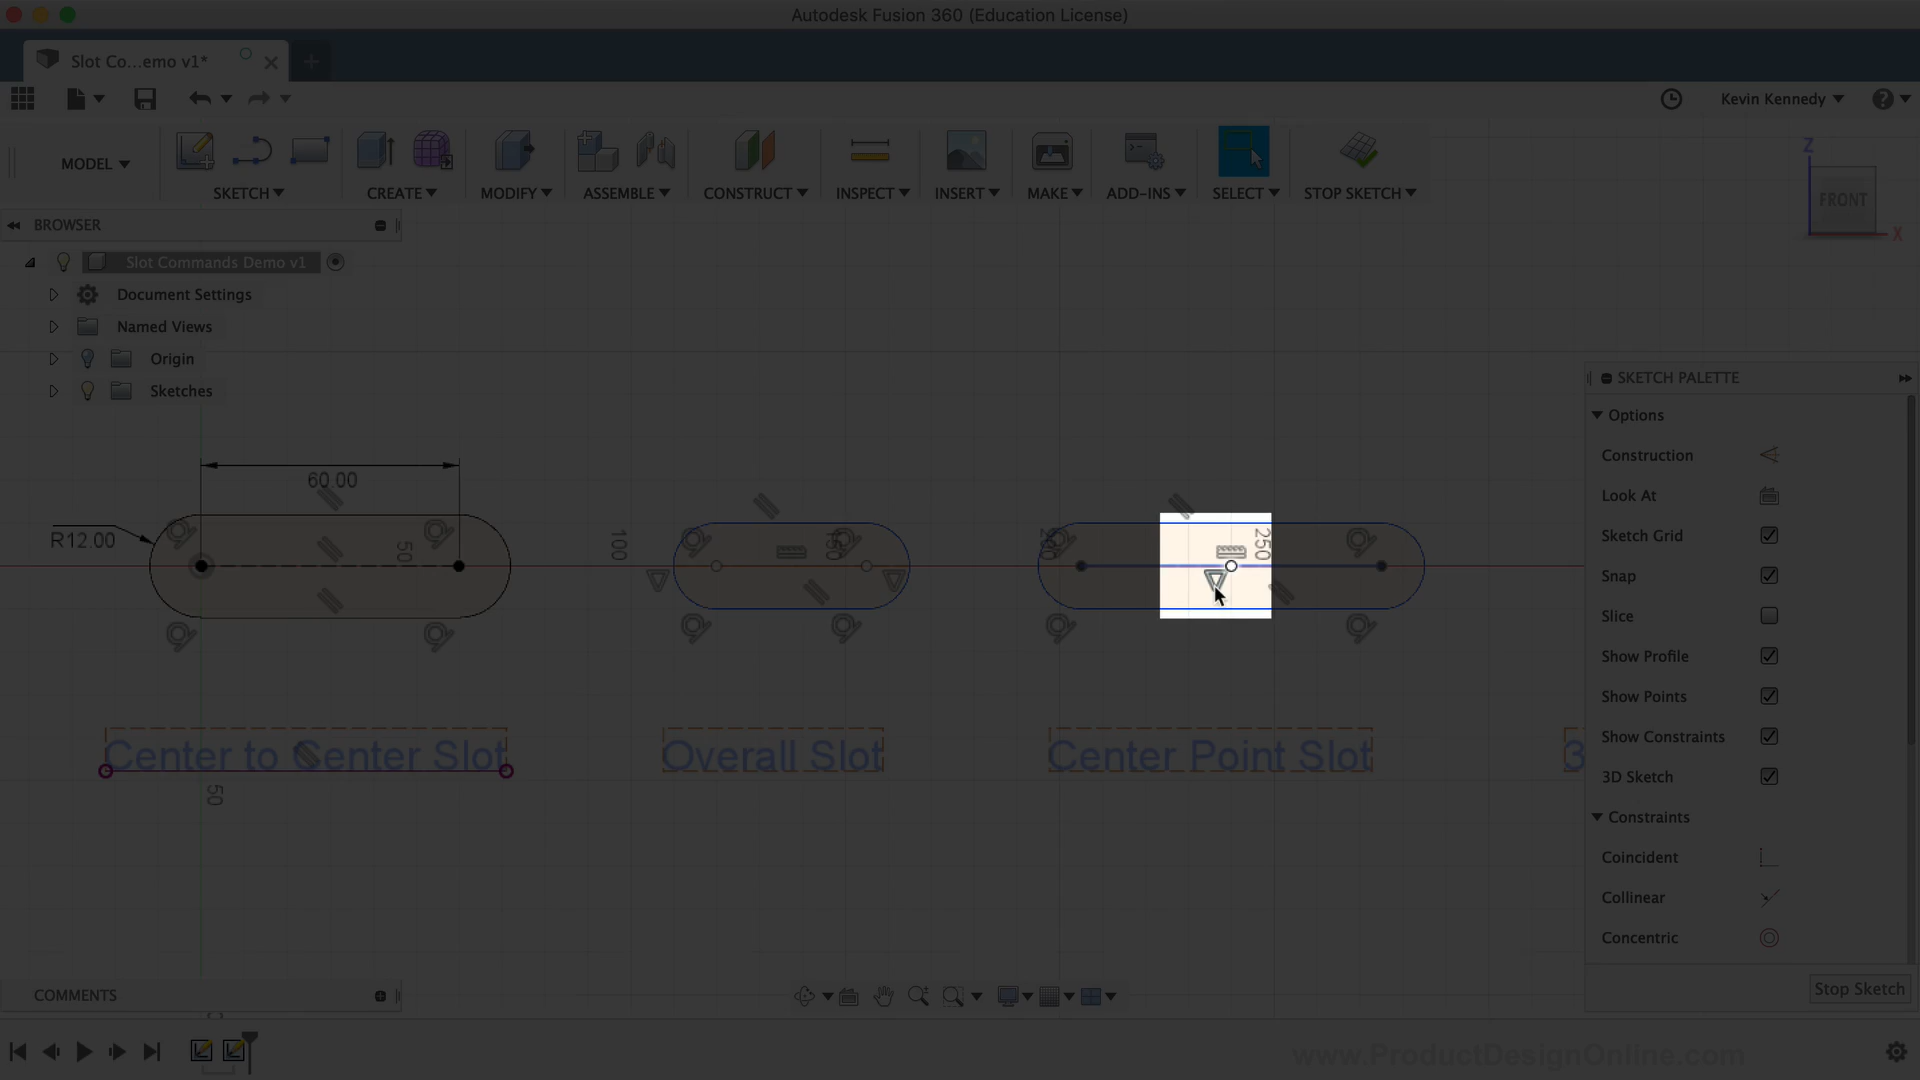 Autodesk Fusion 360 (Education License)
Slot Co...emo v1*
Kevin Kennedy
MODEL
SKETCH
CREATE
MODIFY
ASSEMBLE
CONSTRUCT
INSPECT
INSERT
MAKE
ADD-INS
SELECT
STOP SKETCH
Z
FRONT
X
BROWSER
Slot Commands Demo v1
Document Settings
Named Views
Origin
Sketches
SKETCH PALETTE
Options
Construction
Look At
Sketch Grid
Snap
Slice
Show Profile
Show Points
Show Constraints
3D Sketch
Constraints
Coincident
Collinear
Concentric
Stop Sketch
60.00
R12.00
50
100
250
Center to Center Slot
Overall Slot
Center Point Slot
3
50
COMMENTS
www.ProductDesignOnline.com